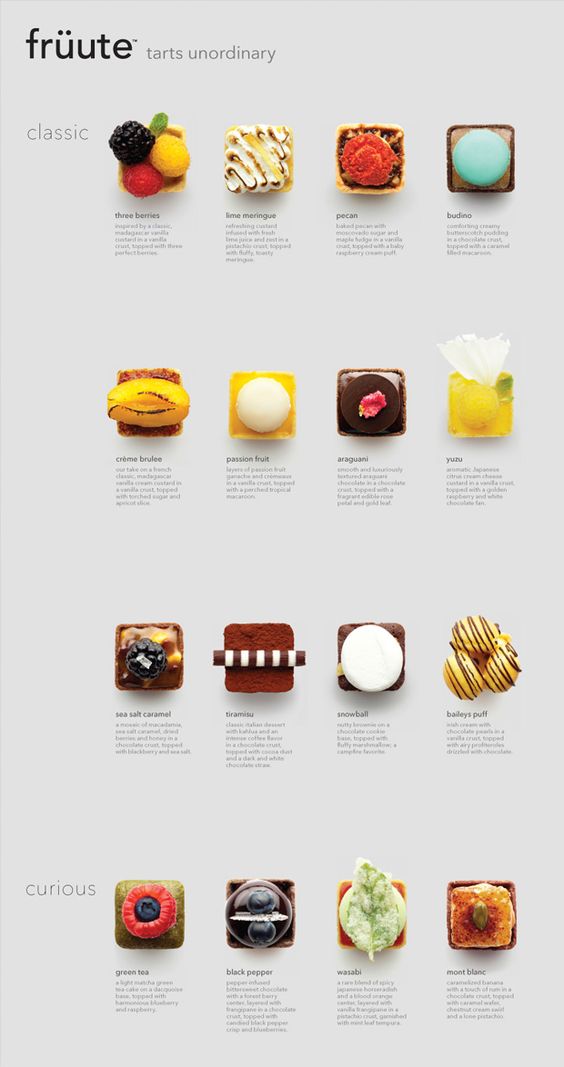 früute™ tarts unordinary
classic
three berries
inspired by a classic,
madagascar vanilla
custard in a vanilla
crust, topped with three
perfect berries.
lime meringue
refreshing custard
infused with fresh
lime juice and zest in a
pistachio crust, topped
with fluffy, toasty
meringue.
pecan
baked pecan with
moscovado sugar and
maple fudge in a vanilla
crust, topped with a baby
raspberry cream puff.
budino
comforting creamy
butterscotch pudding
in a chocolate crust,
topped with a caramel
filled macaroon.
crème brulee
our take on a french
classic, madagascar
vanilla cream custard in
a vanilla crust, topped
with torched sugar and
apricot slice.
passion fruit
layers of passion fruit
ganache and crémeaux
in a vanilla crust, topped
with a perched tropical
macaroon.
araguani
smooth and luxuriously
textured araguani
chocolate in a chocolate
crust, topped with a
fragrant edible rose
petal and gold leaf.
yuzu
aromatic Japanese
citrus cream cheese
custard in a vanilla crust,
topped with a golden
raspberry and white
chocolate fan.
sea salt caramel
a mosaic of macadamia,
sea salt caramel, dried
berries and honey in a
chocolate crust, topped
with blackberry and sea salt.
tiramisu
classic italian dessert
with kahlua and an
intense coffee flavor
in a chocolate crust,
topped with cocoa dust
and a dark and white
chocolate straw.
snowball
nutty brownie on a
chocolate cookie
base, topped with
fluffy marshmallow; a
campfire favorite.
baileys puff
irish cream with
chocolate pearls in a
vanilla crust, topped
with airy profiteroles
drizzled with chocolate.
curious
green tea
a light matcha green
tea cake on a dacquoise
base, topped with
harmonious blueberry
and raspberry.
black pepper
pepper-infused
bittersweet chocolate
with a forest berry
center, layered with
frangipane in a chocolate
crust, topped with
candied black pepper
crisp and blueberries.
wasabi
a rare blend of spicy
japanese horseradish
and a blood orange
center, layered with
vanilla frangipane in a
pistachio crust, garnished
with mint leaf tempura.
mont blanc
caramelized banana
with a touch of rum in a
chocolate crust, topped
with caramel wafer,
chestnut cream swirl
and a lone pistachio.